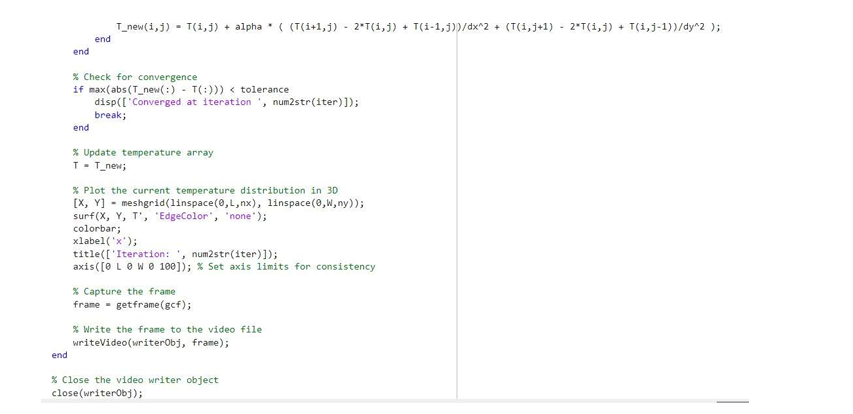 T_new(i,j) = T(i,j) + alpha * ( (T(i+1,j) - 2*T(i,j) + T(i-1,j))/dx^2 + (T(i,j+1) - 2*T(i,j) + T(i,j-1))/dy^2 );
end
end
% Check for convergence
if max(abs(T_new(:) - T(:))) < tolerance
disp(['Converged at iteration ', num2str(iter)]);
break;
end
% Update temperature array
T = T_new;
% Plot the current temperature distribution in 3D
[X, Y] = meshgrid(linspace(0,L,nx), linspace(0,W,ny));
surf(X, Y, T', 'EdgeColor', 'none');
colorbar;
xlabel('x');
title(['Iteration: ', num2str(iter)]);
axis([0 L 0 W 0 100]); % Set axis limits for consistency
% Capture the frame
frame = getframe(gcf);
% Write the frame to the video file
writeVideo(writerObj, frame);
end
% Close the video writer object
close(writerObj);